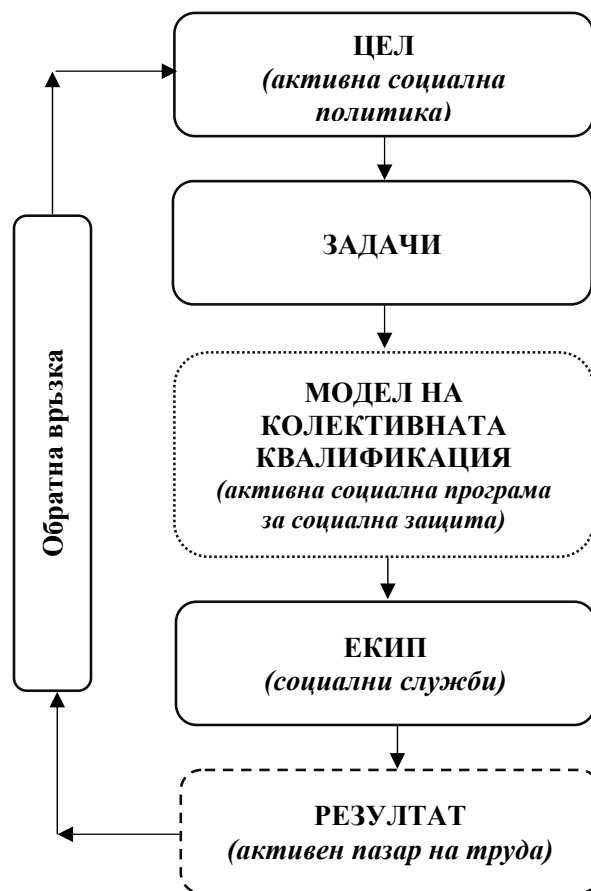 ЦЕЛ
(активна социална
политика)
ЗАДАЧИ
МОДЕЛ НА
КОЛЕКТИВНАТА
КВАЛИФИКАЦИЯ
(активна социална програма
за социална защита)
ЕКИП
(социални служби)
РЕЗУЛТАТ
(активен пазар на труда)
Обратна връзка